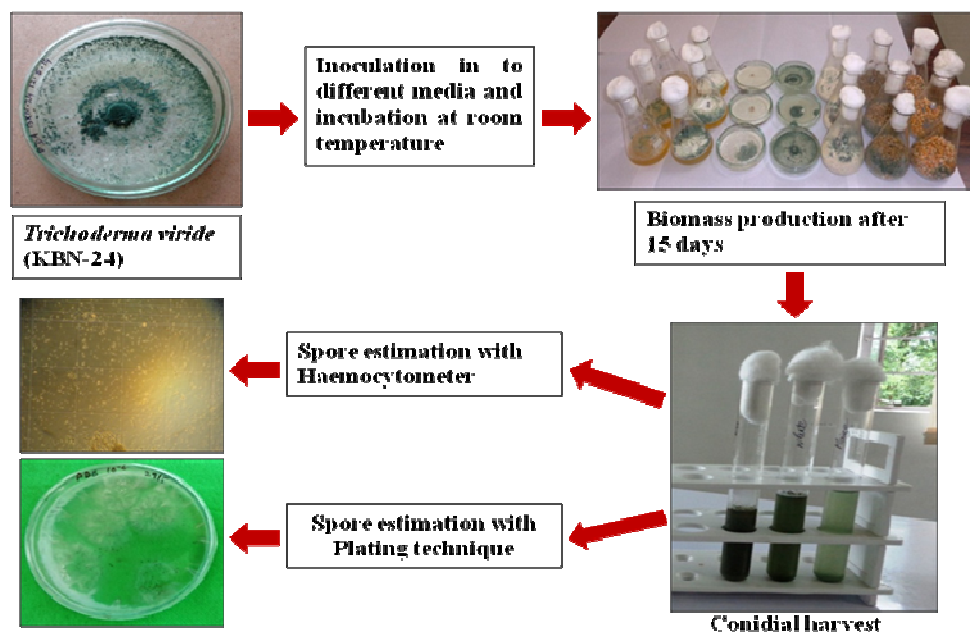 Inoculation in to
different media and
incubation at room
temperature
Trichoderma viride
(KBN-24)
Biomass production after
15 days
Spore estimation with
Haemocytometer
Spore estimation with
Plating technique
white
Conidial harvest